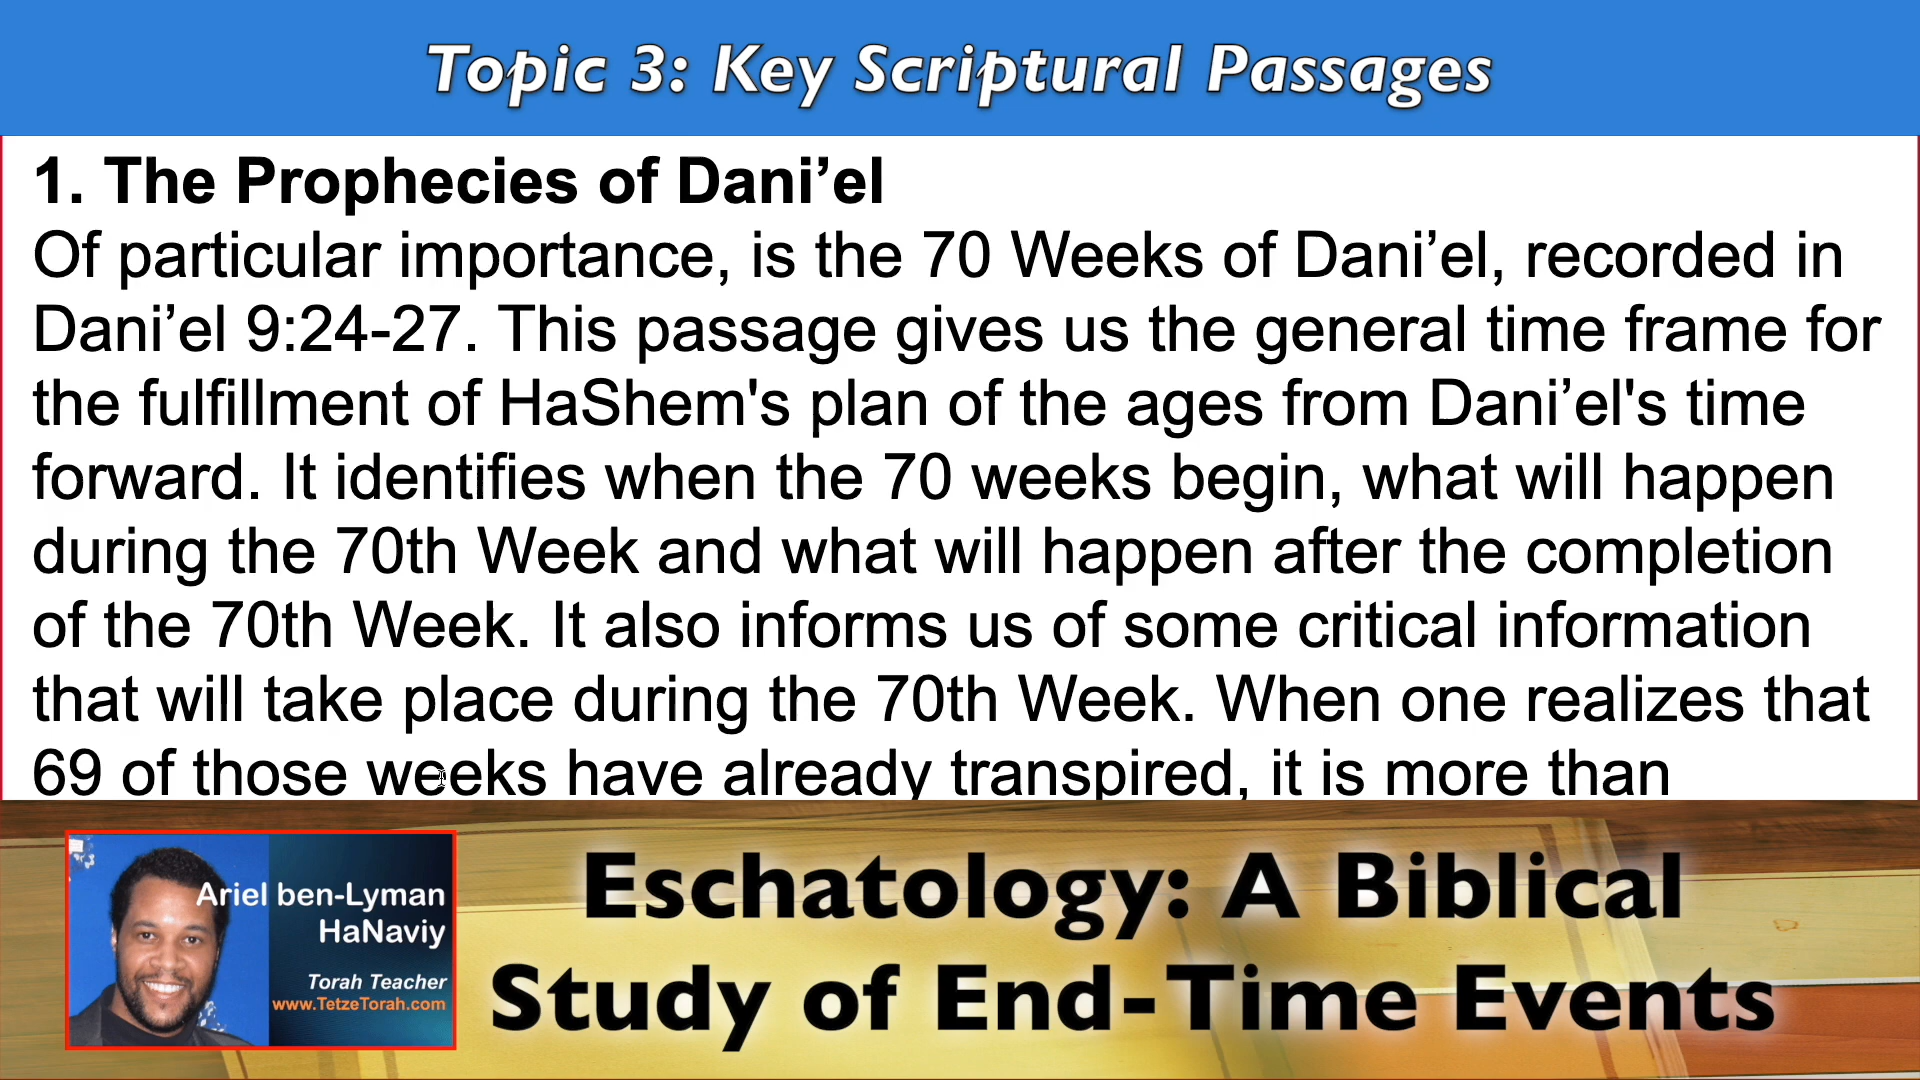 Topic 3: Key Scriptural Passages
1. The Prophecies of Dani’el
Of particular importance, is the 70 Weeks of Dani’el, recorded in
Dani’el 9:24-27. This passage gives us the general time frame for
the fulfillment of HaShem's plan of the ages from Dani’el's time
forward. It identifies when the 70 weeks begin, what will happen
during the 70th Week and what will happen after the completion
of the 70th Week. It also informs us of some critical information
that will take place during the 70th Week. When one realizes that
69 of those weeks have already transpired, it is more than
Ariel ben-Lyman
HaNaviy
Torah Teacher
www.TetzeTorah.com
Eschatology: A Biblical
Study of End-Time Events